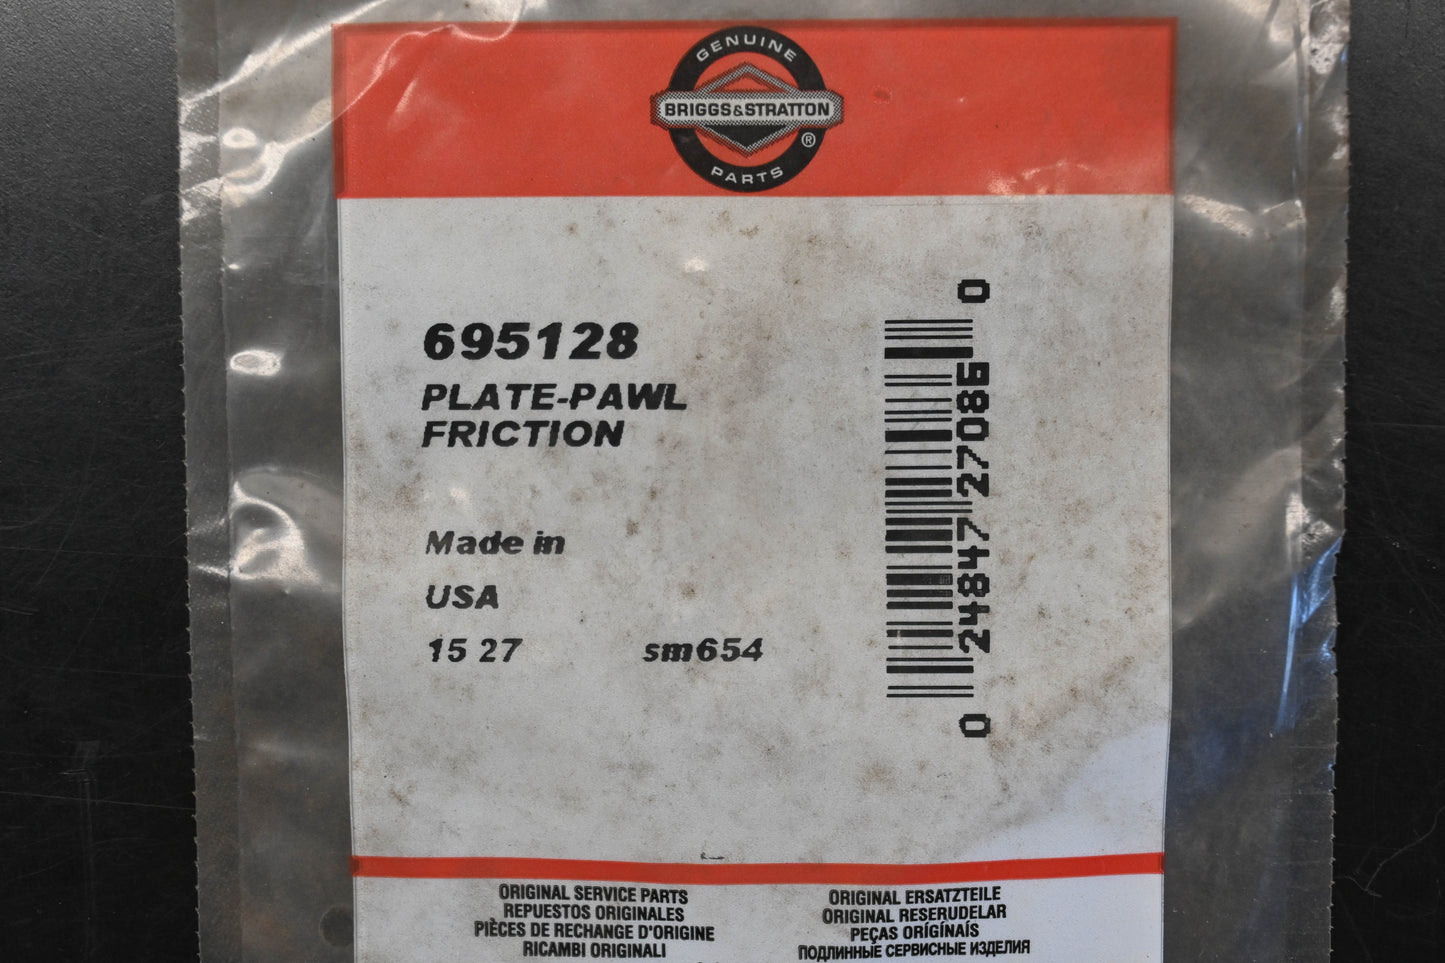 GENUINE
BRIGGS&STRATTON
®
PARTS
695128
PLATE-PAWL
FRICTION
Made in
USA
15 27 sm654
0 24847 27086 0
ORIGINAL SERVICE PARTS
REPUESTOS ORIGINALES
PIÈCES DE RECHANGE D'ORIGINE
RICAMBI ORIGINALI
ORIGINAL ERSATZTEILE
ORIGINAL RESERUDELAR
PEÇAS ORIGÍNAIS
ПОДЛИННЫЕ СЕРВИСНЫЕ ИЗДЕЛИЯ